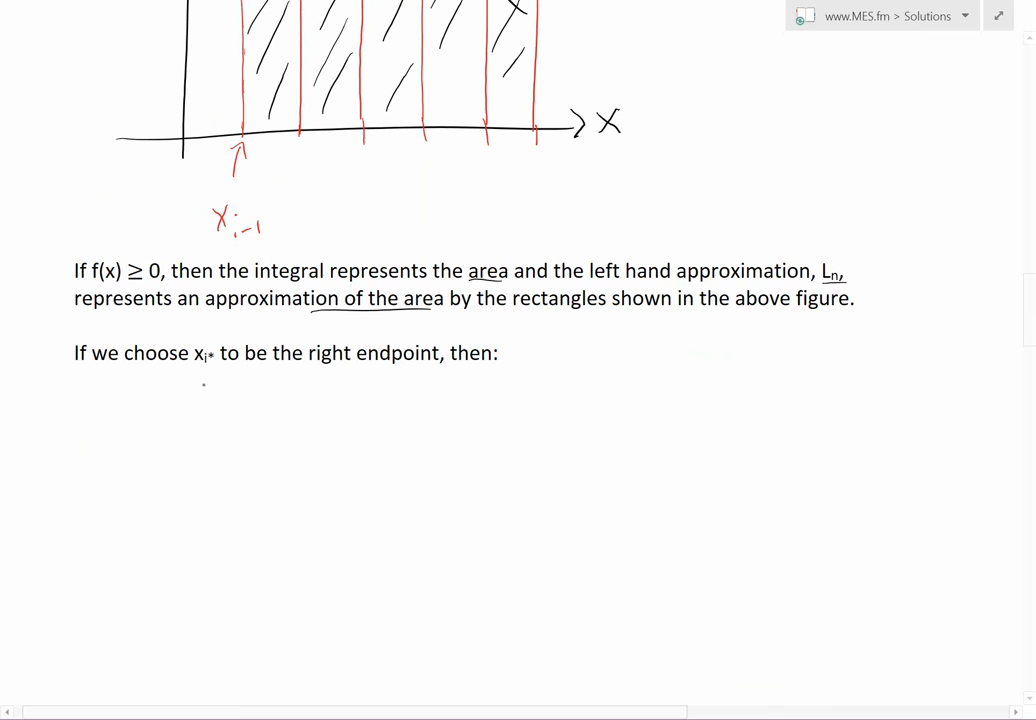 www.MES.fm > Solutions
X
x i-1
If f(x) ≥ 0, then the integral represents the area and the left hand approximation, Ln,
represents an approximation of the area by the rectangles shown in the above figure.
If we choose xi* to be the right endpoint, then: